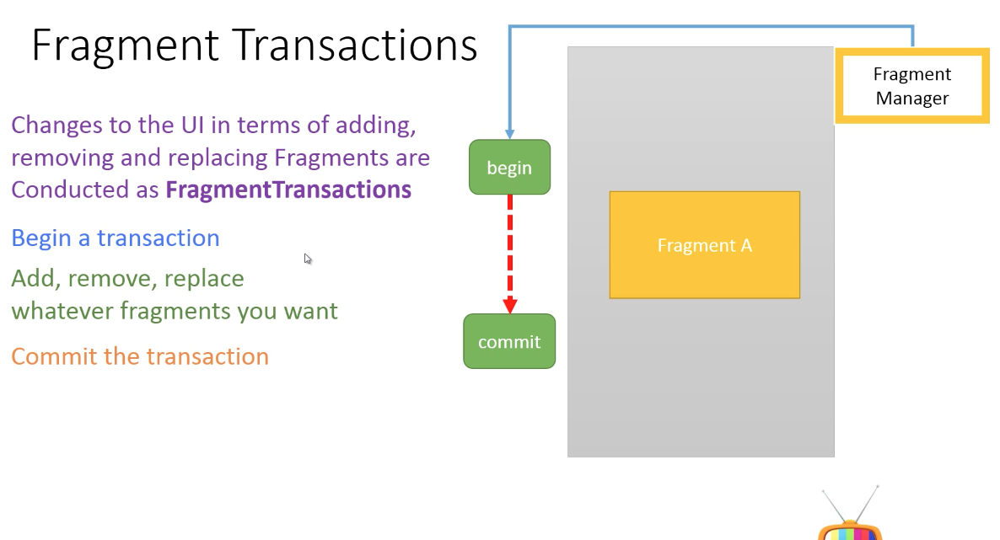 Fragment Transactions
Changes to the UI in terms of adding,
removing and replacing Fragments are
Conducted as FragmentTransactions
Begin a transaction
Add, remove, replace
whatever fragments you want
Commit the transaction
begin
commit
Fragment
Manager
Fragment A